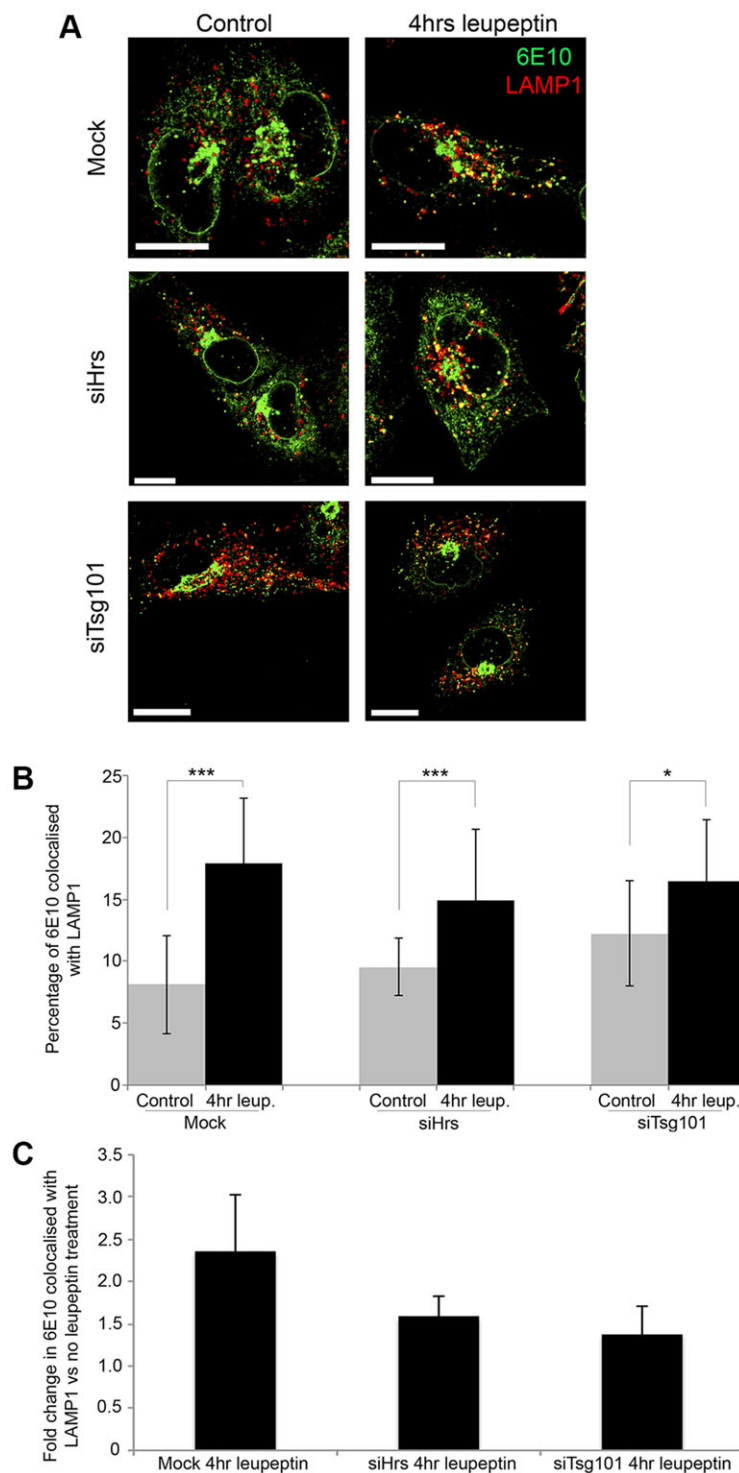 A
Control
4hrs leupeptin
6E10
LAMP1
Mock
siHrs
siTsg101
B
Percentage of 6E10 colocalised
with LAMP1
25
20
15
10
5
0
***
***
*
Control 4hr leup.
Mock
Control 4hr leup.
siHrs
Control 4hr leup.
siTsg101
C
Fold change in 6E10 colocalised with
LAMP1 vs no leupeptin treatment
3.5
3.0
2.5
2.0
1.5
1.0
0.5
0
Mock 4hr leupeptin
siHrs 4hr leupeptin
siTsg101 4hr leupeptin